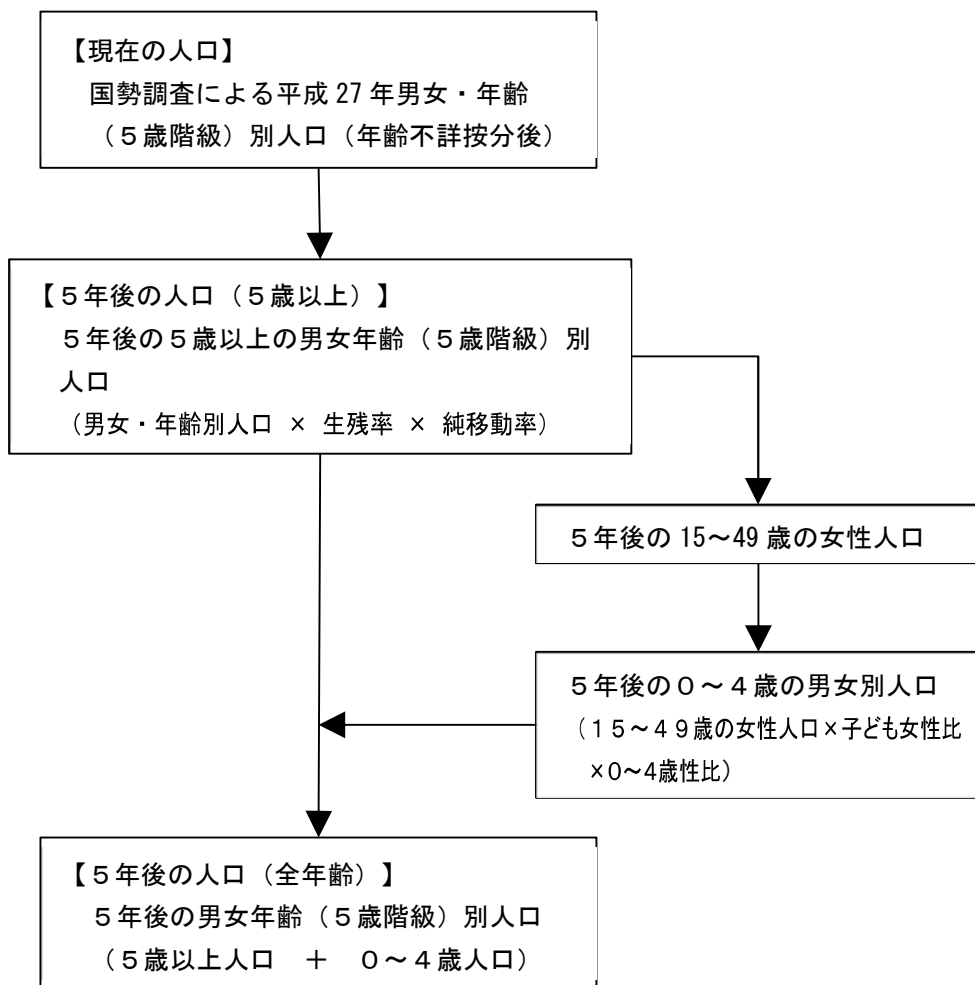 【現在の人口】
国勢調査による平成 27 年男女・年齢
（５歳階級）別人口（年齢不詳按分後）
【５年後の人口（５歳以上）】
５年後の５歳以上の男女年齢（５歳階級）別
人口
（男女・年齢別人口 × 生残率 × 純移動率）
５年後の 15～49 歳の女性人口
５年後の０～４歳の男女別人口
（１５～４９歳の女性人口×子ども女性比
×0～4歳性比）
【５年後の人口（全年齢）】
５年後の男女年齢（５歳階級）別人口
（５歳以上人口　＋　０～４歳人口）